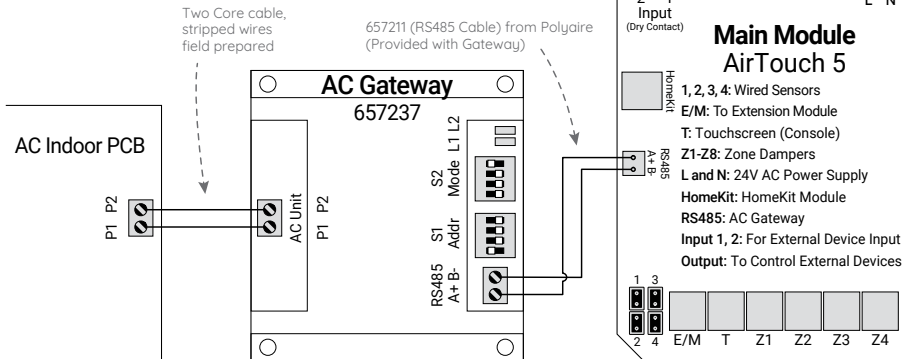 Two Core cable,
stripped wires
field prepared
657211 (RS485 Cable) from Polyaire
(Provided with Gateway)
AC Indoor PCB
P1 P2
AC Gateway
657237
AC Unit
P1 P2
L1 L2
S2
Mode
S1
Addr
RS485
A+ B-
2 1
Input
(Dry Contact)
L N
Main Module
AirTouch 5
HomeKit
RS485
A+ B-
1, 2, 3, 4: Wired Sensors
E/M: To Extension Module
T: Touchscreen (Console)
Z1-Z8: Zone Dampers
L and N: 24V AC Power Supply
HomeKit: HomeKit Module
RS485: AC Gateway
Input 1, 2: For External Device Input
Output: To Control External Devices
1 3
2 4
E/M T Z1 Z2 Z3 Z4